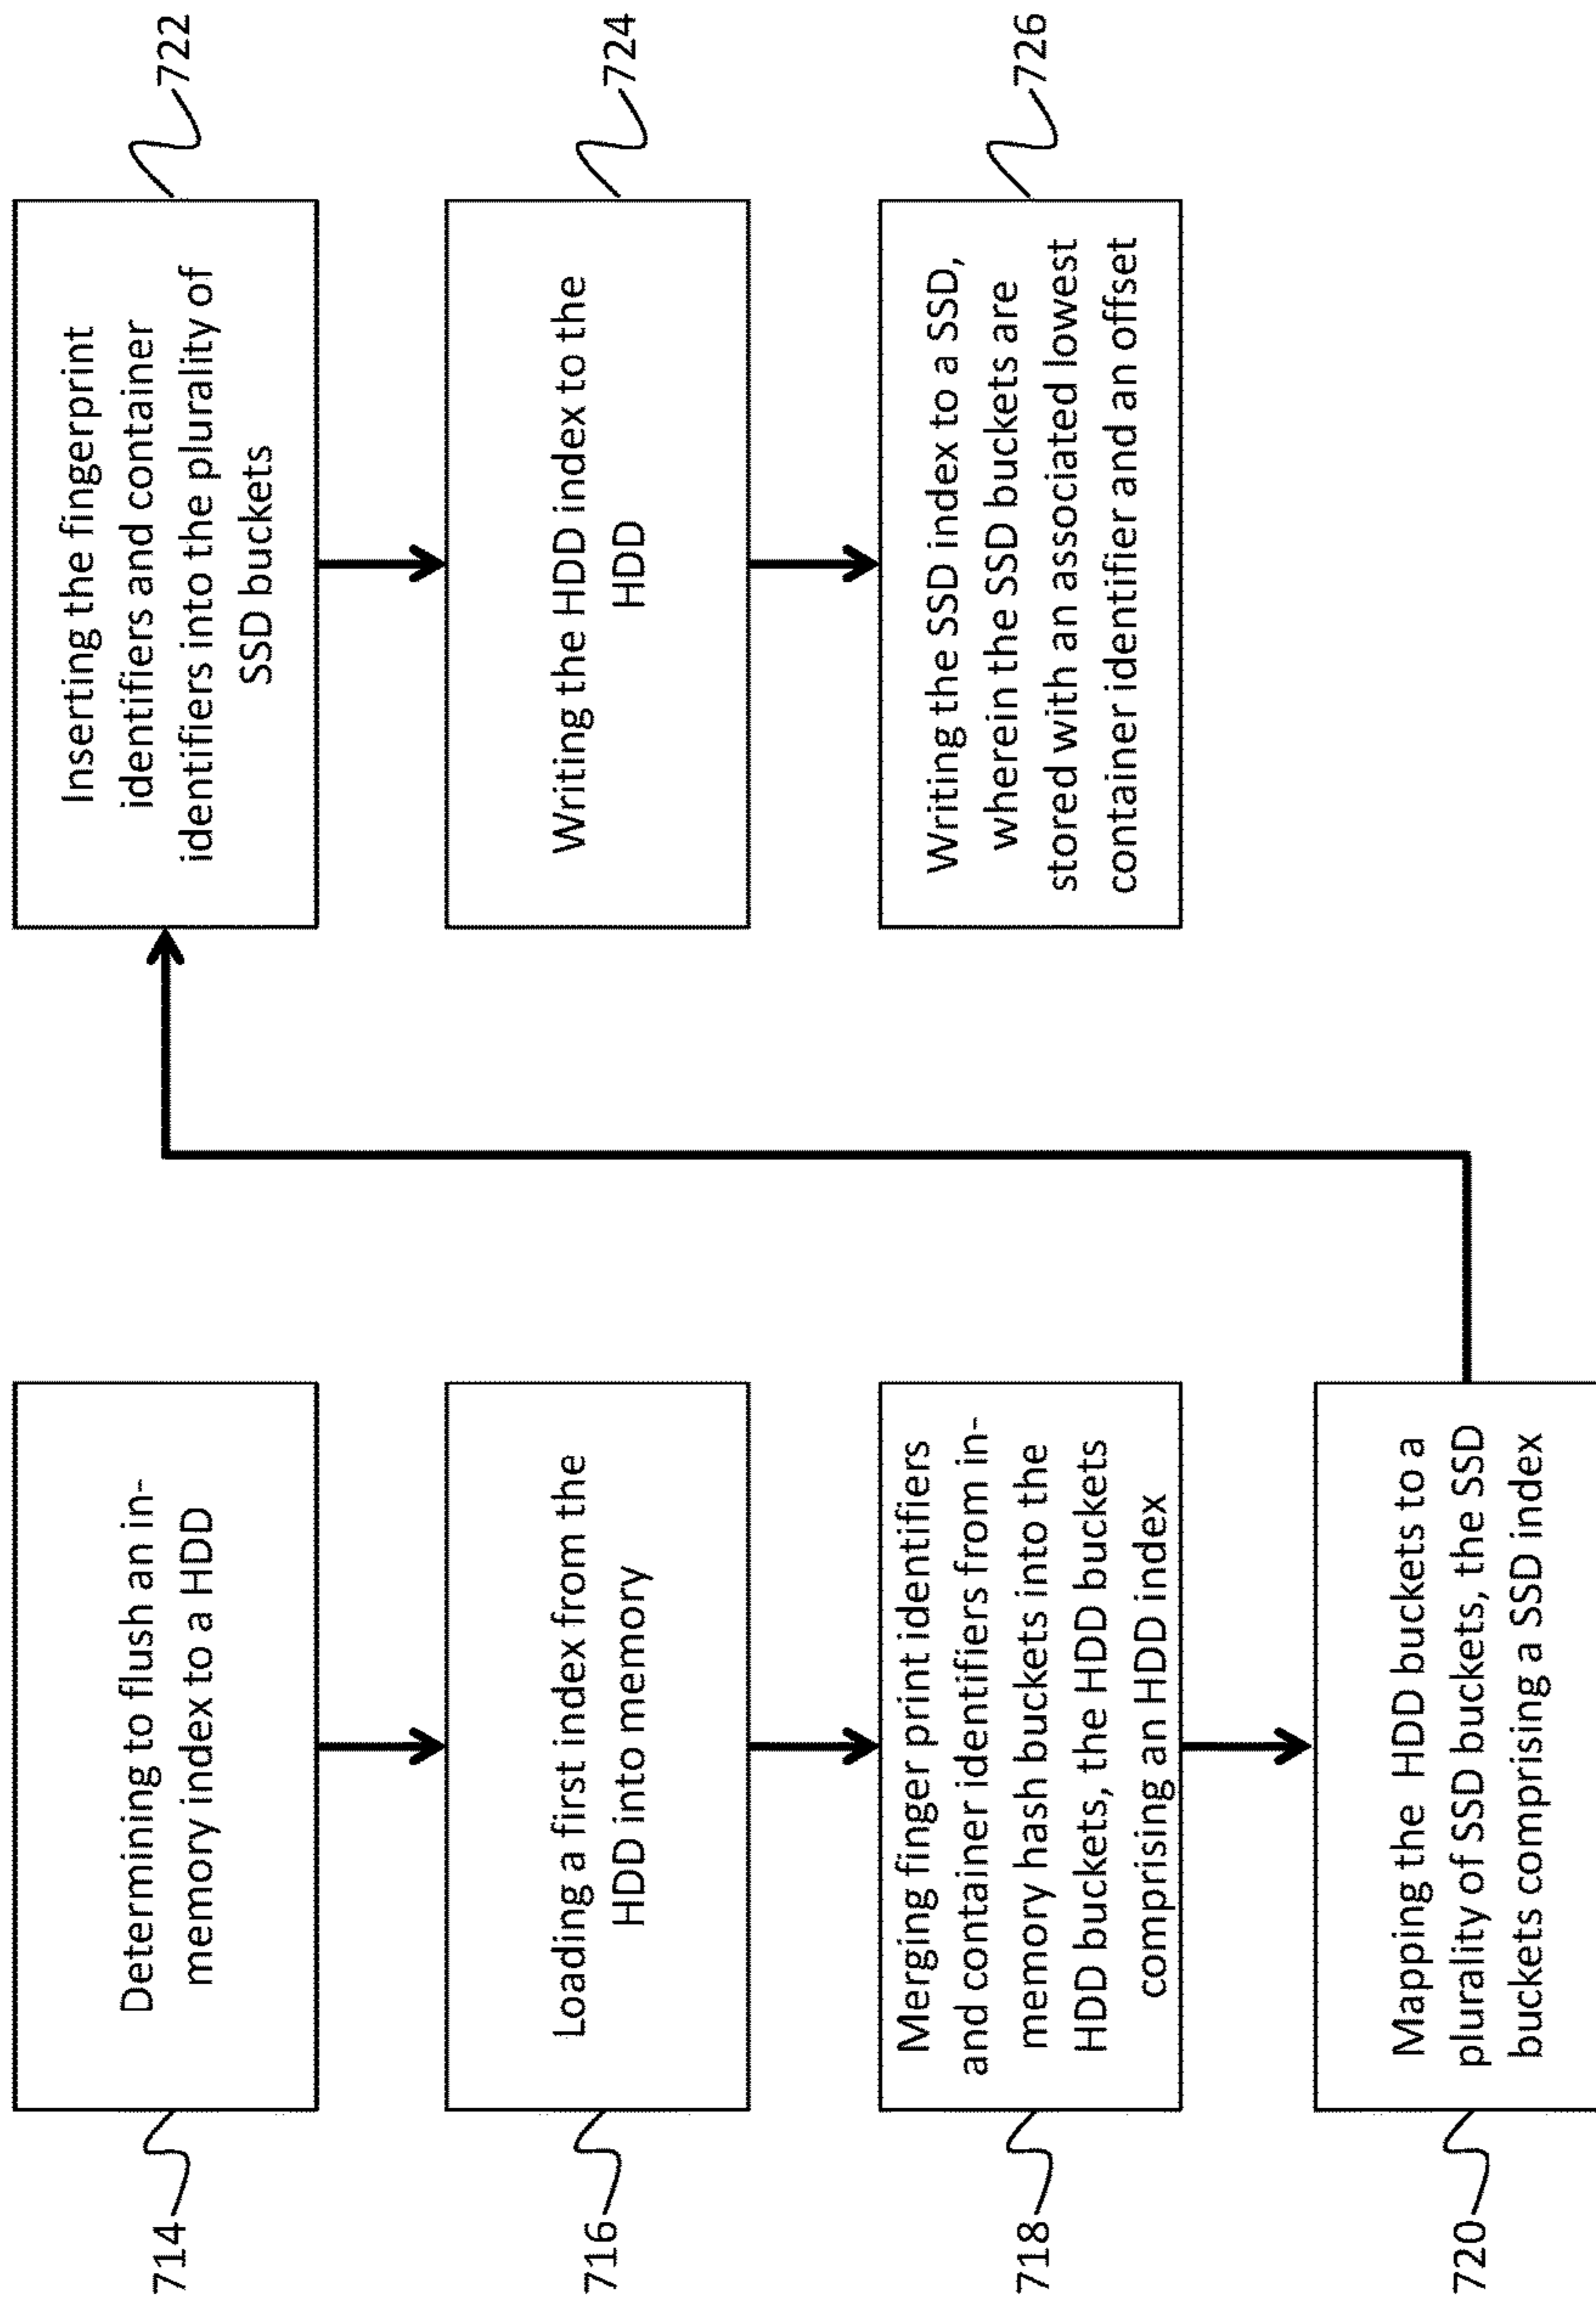 714
Determining to flush an in-
memory index to a HDD
716
Loading a first index from the
HDD into memory
718
Merging finger print identifiers
and container identifiers from in-
memory hash buckets into the
HDD buckets, the HDD buckets
comprising an HDD index
720
Mapping the HDD buckets to a
plurality of SSD buckets, the SSD
buckets comprising a SSD index
722
Inserting the fingerprint
identifiers and container
identifiers into the plurality of
SSD buckets
724
Writing the HDD index to the
HDD
726
Writing the SSD index to a SSD,
wherein the SSD buckets are
stored with an associated lowest
container identifier and an offset